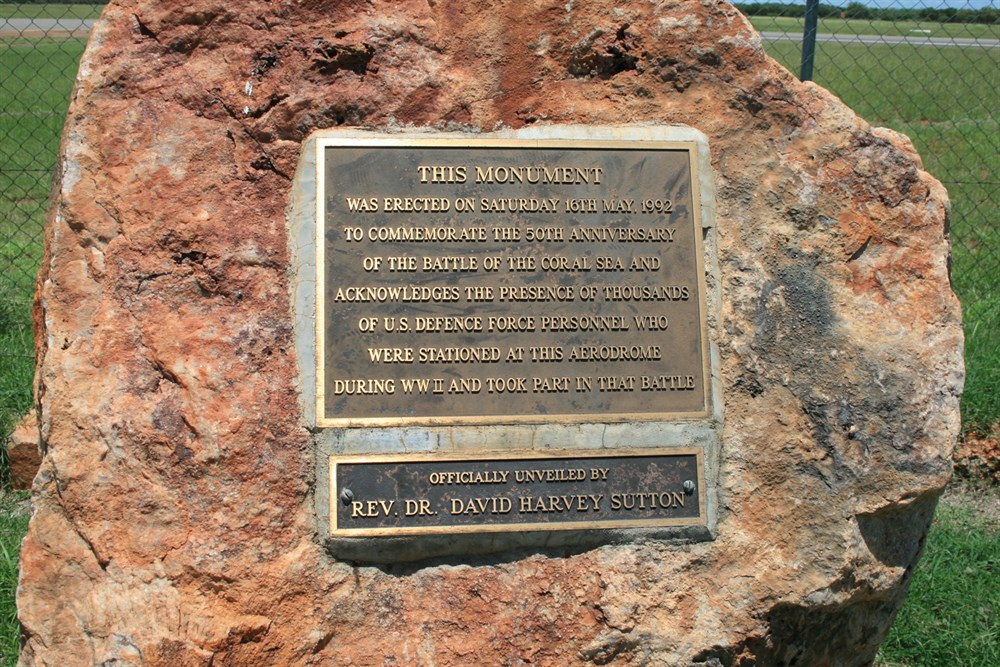 THIS MONUMENT
WAS ERECTED ON SATURDAY 16TH MAY, 1992
TO COMMEMORATE THE 50TH ANNIVERSARY
OF THE BATTLE OF THE CORAL SEA AND
ACKNOWLEDGES THE PRESENCE OF THOUSANDS
OF U.S. DEFENCE FORCE PERSONNEL WHO
WERE STATIONED AT THIS AERODROME
DURING WW II AND TOOK PART IN THAT BATTLE
OFFICIALLY UNVEILED BY
REV. DR. DAVID HARVEY SUTTON